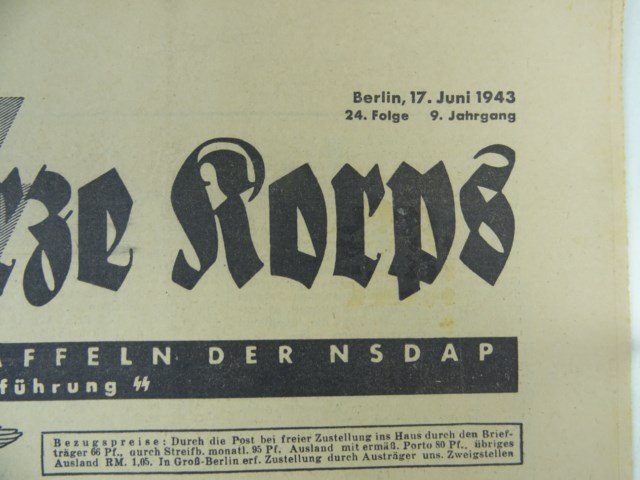 Berlin, 17. Juni 1943
24. Folge 9. Jahrgang
rze Korps
AFFELN DER NSDAP
führung ᛋᛋ
Bezugspreise: Durch die Post bei freier Zustellung ins Haus durch den Brief-
träger 66 Pf., durch Streifb. monatl. 95 Pf. Ausland mit ermäß. Porto 80 Pf., übriges
Ausland RM. 1,05. In Groß-Berlin erf. Zustellung durch Austräger uns. Zweigstellen